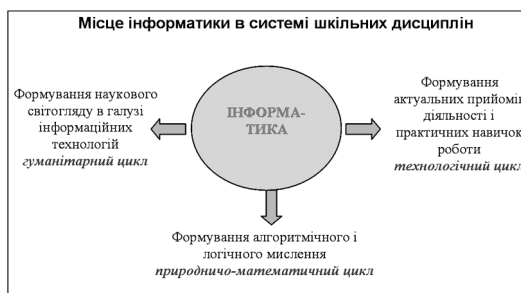 Місце інформатики в системі шкільних дисциплін
Формування наукового
світогляду в галузі
інформаційних
технологій
гуманітарний цикл
ІНФОРМА-
ТИКА
Формування
актуальних прийомів
діяльності і
практичних навичок
роботи
технологічний цикл
Формування алгоритмічного і
логічного мислення
природничо-математичний цикл